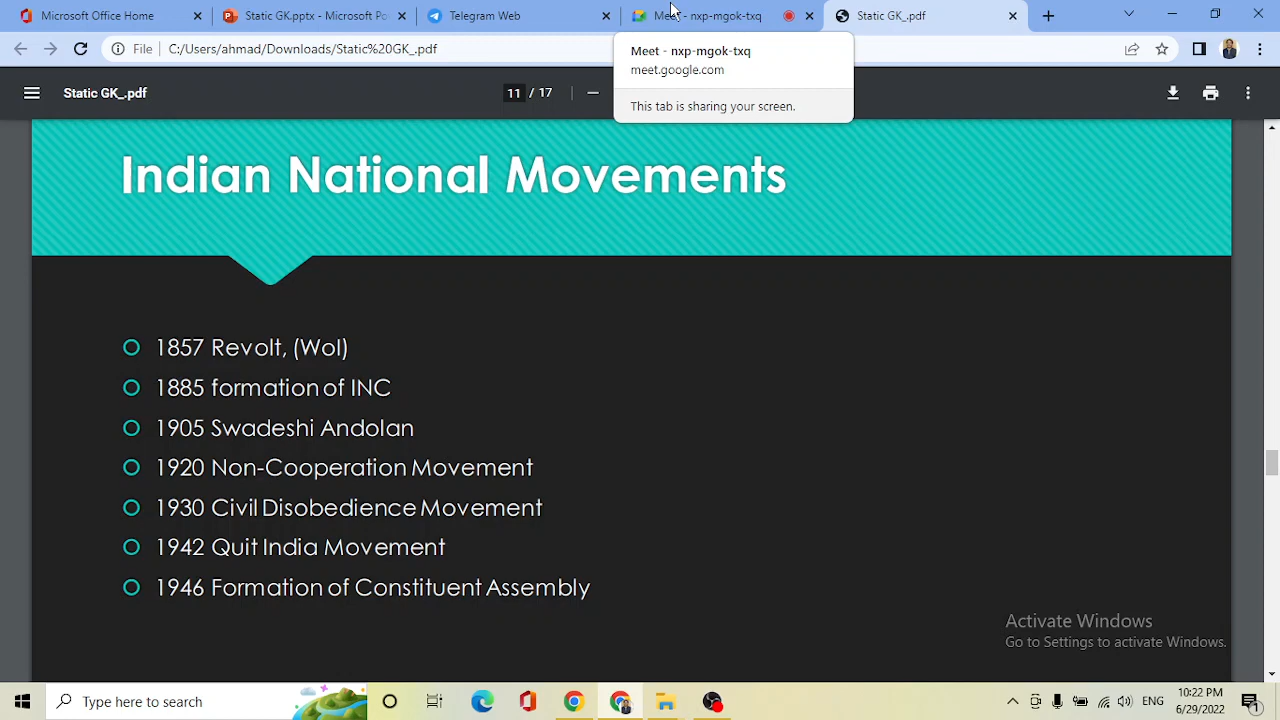 Microsoft Office Home
Static GK.pptx - Microsoft Po
Telegram Web
Meet - nxp-mgok-txq
Static GK_.pdf
File
C:/Users/ahmad/Downloads/Static%20GK_.pdf
Meet - nxp-mgok-txq
meet.google.com
This tab is sharing your screen.
Static GK_.pdf
11 / 17
Indian National Movements
1857 Revolt, (WoI)
1885 formation of INC
1905 Swadeshi Andolan
1920 Non-Cooperation Movement
1930 Civil Disobedience Movement
1942 Quit India Movement
1946 Formation of Constituent Assembly
Activate Windows
Go to Settings to activate Windows.
Type here to search
ENG
10:22 PM
6/29/2022
1